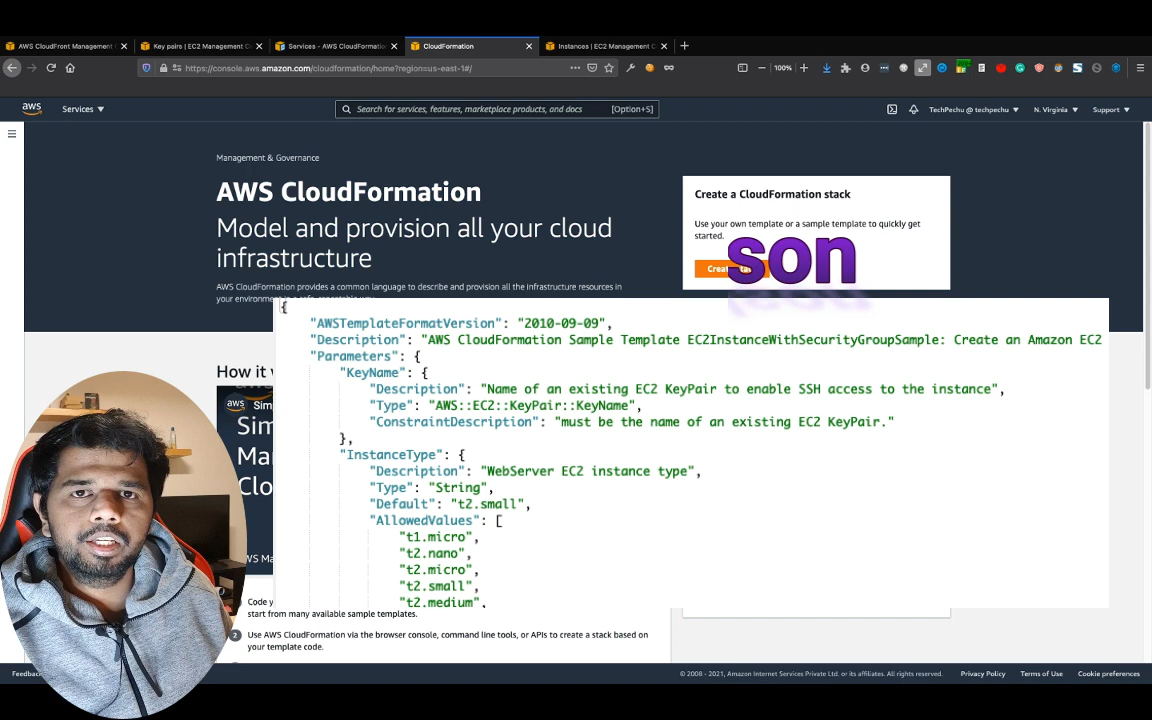 AWS CloudFront Management
Key pairs | EC2 Management C
Services - AWS CloudFormation
CloudFormation
Instances | EC2 Management C
https://console.aws.amazon.com/cloudformation/home?region=us-east-1#/
100%
aws
Services
Search for services, features, marketplace products, and docs
[Option+S]
TechPechu @ techpechu
N. Virginia
Support
Management & Governance
AWS CloudFormation
Model and provision all your cloud
infrastructure
AWS CloudFormation provides a common language to describe and provision all the infrastructure resources in
your environment in a safe, repeatable way.
Create a CloudFormation stack
Use your own template or a sample template to quickly get
started.
son
{
"AWSTemplateFormatVersion": "2010-09-09",
"Description": "AWS CloudFormation Sample Template EC2InstanceWithSecurityGroupSample: Create an Amazon EC2
"Parameters": {
"KeyName": {
"Description": "Name of an existing EC2 KeyPair to enable SSH access to the instance",
"Type": "AWS::EC2::KeyPair::KeyName",
"ConstraintDescription": "must be the name of an existing EC2 KeyPair."
},
"InstanceType": {
"Description": "WebServer EC2 instance type",
"Type": "String",
"Default": "t2.small",
"AllowedValues": [
"t1.micro",
"t2.nano",
"t2.micro",
"t2.small",
"t2.medium",
How it
aws
start from many available sample templates.
2
Use AWS CloudFormation via the browser console, command line tools, or APIs to create a stack based on
your template code.
© 2008 - 2021, Amazon Internet Services Private Ltd. or its affiliates. All rights reserved.
Privacy Policy
Terms of Use
Cookie preferences